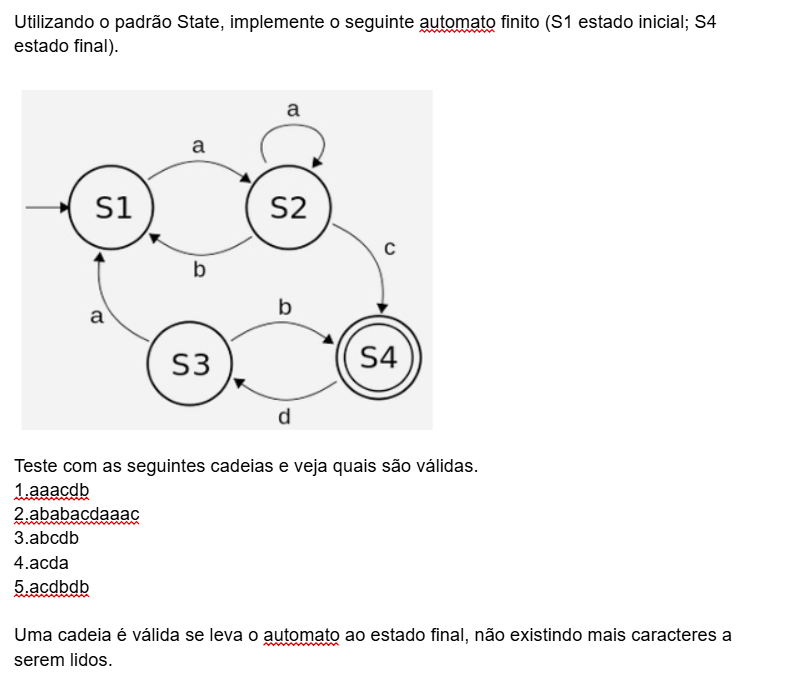 Utilizando o padrão State, implemente o seguinte automato finito (S1 estado inicial; S4
estado final).
a
a
S1
S2
c
b
a
b
S3
S4
d
Teste com as seguintes cadeias e veja quais são válidas.
1.aaacdb
2.ababacdaaac
3.abcdb
4.acda
5.acdbdb
Uma cadeia é válida se leva o automato ao estado final, não existindo mais caracteres a
serem lidos.